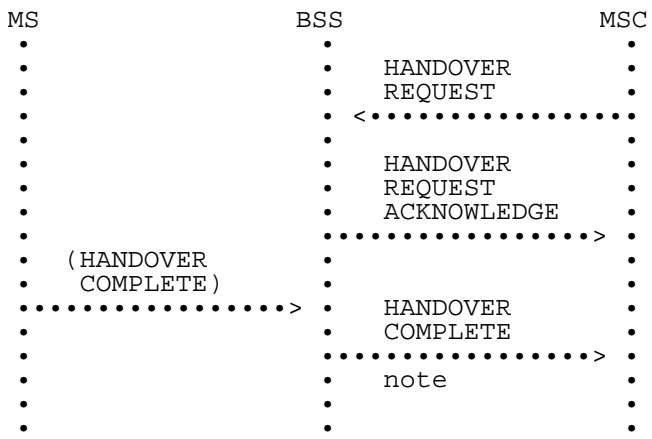 MS BSS MSC
HANDOVER
REQUEST
HANDOVER
REQUEST
ACKNOWLEDGE
(HANDOVER
COMPLETE)
HANDOVER
COMPLETE
note